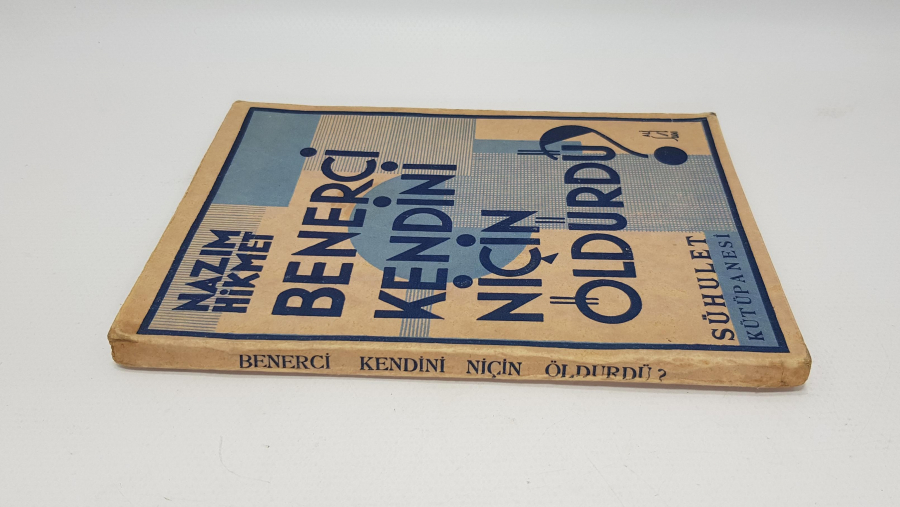 NAZIM
HİKMET
BENERCİ
KENDİNİ
NİÇİN
ÖLDÜRDÜ?
SÜHULET
KÜTÜPANESİ
BENERCİ KENDİNİ NİÇİN ÖLDURDÜ?